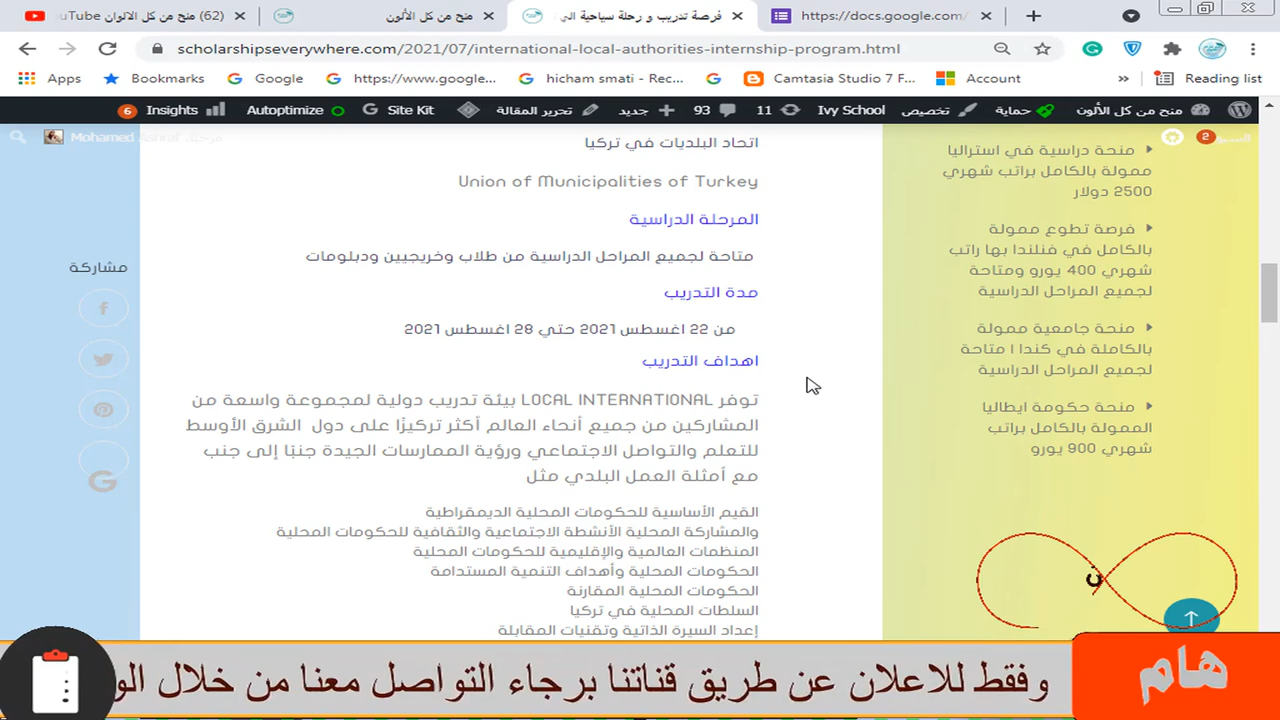 (62) منح من كل الالوان - YouTube
منح من كل الألون
فرصة تدريب و رحلة سياحية الي
https://docs.google.com/
scholarshipseverywhere.com/2021/07/international-local-authorities-internship-program.html
Apps
Bookmarks
Google
https://www.google...
hicham smati - Rec...
Camtasia Studio 7 F...
Account
»
Reading list
منح من كل الألون
حماية
تخصيص
Ivy School
11
93
جديد
تحرير المقالة
Site Kit
Autoptimize
Insights
6
مرحبًا، Mohamed Ashraf
2
اتحاد البلديات في تركيا
Union of Municipalities of Turkey
المرحلة الدراسية
متاحة لجميع المراحل الدراسية من طلاب وخريجيين ودبلومات
مدة التدريب
من 22 اغسطس 2021 حتي 28 اغسطس 2021
اهداف التدريب
توفر LOCAL INTERNATIONAL بيئة تدريب دولية لمجموعة واسعة من
المشاركين من جميع أنحاء العالم أكثر تركيزًا على دول الشرق الأوسط
للتعلم والتواصل الاجتماعي ورؤية الممارسات الجيدة جنبًا إلى جنب
مع أمثلة العمل البلدي مثل
القيم الأساسية للحكومات المحلية الديمقراطية
والمشاركة المحلية الأنشطة الاجتماعية والثقافية للحكومات المحلية
المنظمات العالمية والإقليمية للحكومات المحلية
الحكومات المحلية وأهداف التنمية المستدامة
الحكومات المحلية المقارنة
السلطات المحلية في تركيا
إعداد السيرة الذاتية وتقنيات المقابلة
منحة دراسية في استراليا
ممولة بالكامل براتب شهري
2500 دولار
فرصة تطوع ممولة
بالكامل في فنلندا بها راتب
شهري 400 يورو ومتاحة
لجميع المراحل الدراسية
منحة جامعية ممولة
بالكاملة في كندا | متاحة
لجميع المراحل الدراسية
منحة حكومة ايطاليا
الممولة بالكامل براتب
شهري 900 يورو
مشاركة
ن
هام
وفقط للاعلان عن طريق قناتنا برجاء التواصل معنا من خلال الو